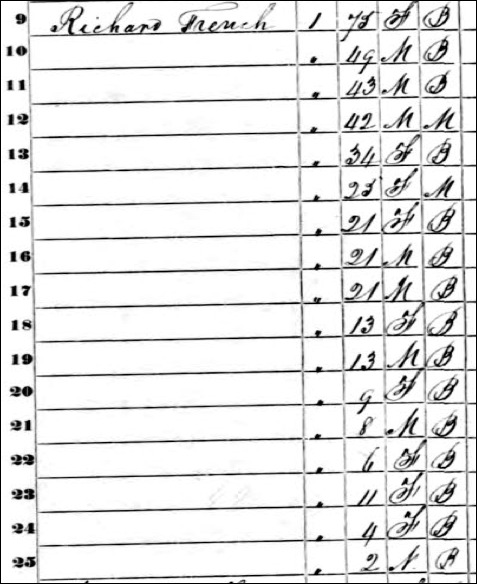 9 Richard French 1 75 F B
10 " 49 M B
11 " 43 M B
12 " 42 M M
13 " 34 F B
14 " 23 F M
15 " 21 F B
16 " 21 M B
17 " 21 M B
18 " 13 F B
19 " 13 M B
20 " 9 F B
21 " 8 M B
22 " 6 F B
23 " 11 F B
24 " 4 F B
25 " 2 B